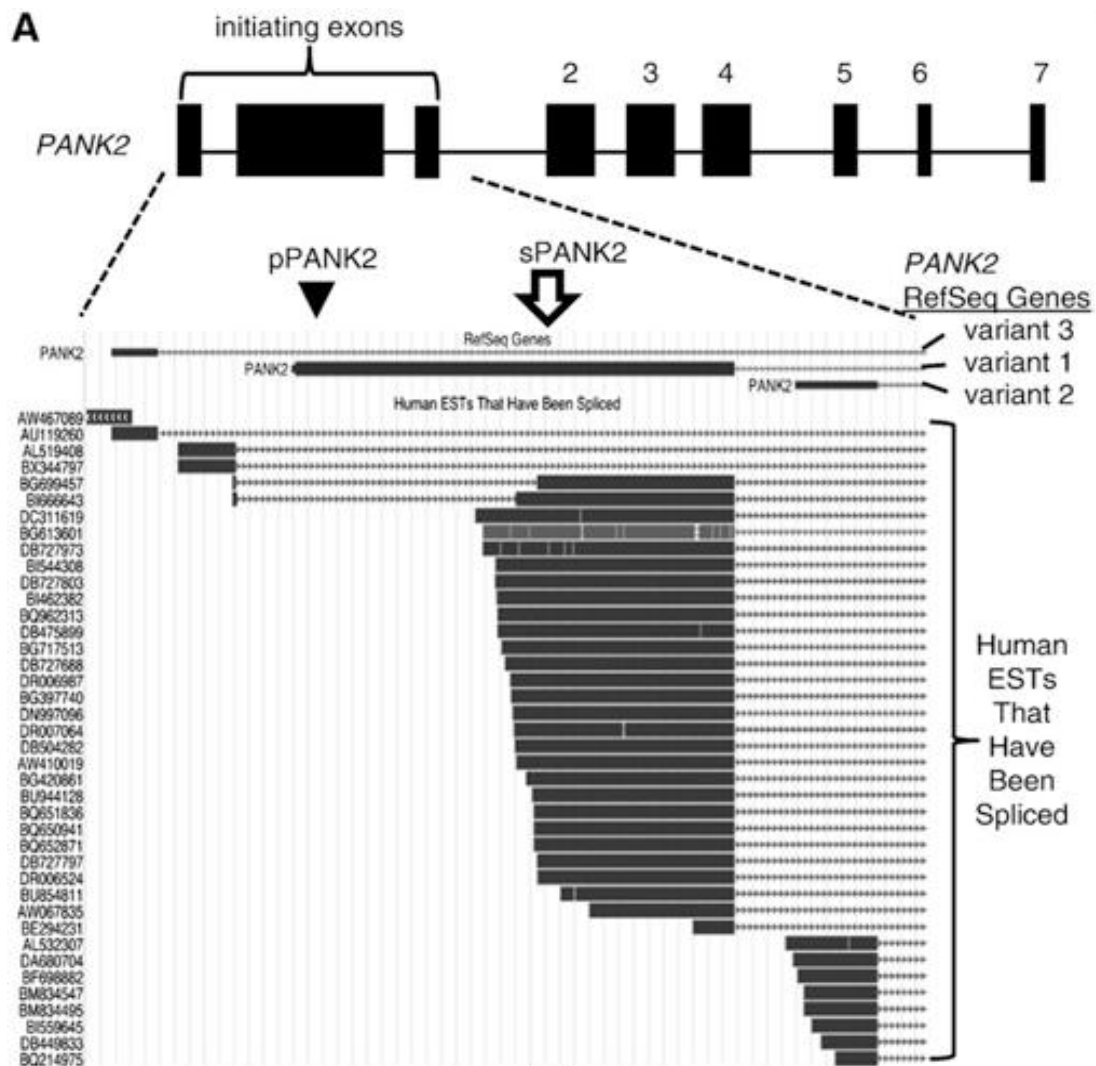 A
initiating exons
2 3 4 5 6 7
PANK2
pPANK2 sPANK2
PANK2
RefSeq Genes
variant 3
variant 1
variant 2
RefSeq Genes
PANK2
PANK2
PANK2
Human ESTs That Have Been Spliced
AW467089
AU119260
AL519408
BX344797
BG699457
BI666643
DC311619
BG613601
DB727973
BI544308
DB727803
BI462382
BQ962313
DB475899
BG717513
DB727688
DR006987
BG397740
DN997096
DR007064
DB504282
AW410019
BG420861
BU944128
BQ651836
BQ650941
BQ652871
DB727797
DR006524
BU854811
AW067835
BE294231
AL532307
DA680704
BF698882
BM834547
BM834495
BI559645
DB449833
BQ214975
Human
ESTs
That
Have
Been
Spliced